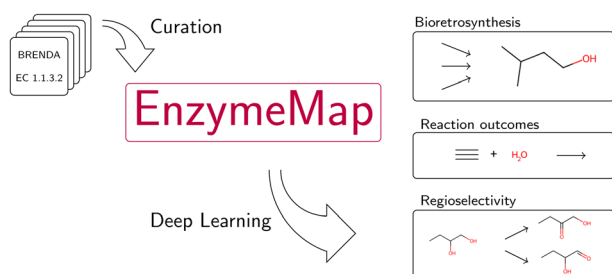 BRENDA
EC 1.1.3.2
Curation
EnzymeMap
Deep Learning
Bioretrosynthesis
OH
Reaction outcomes
+ H₂O
Regioselectivity
OH
OH
OH
O
O
OH